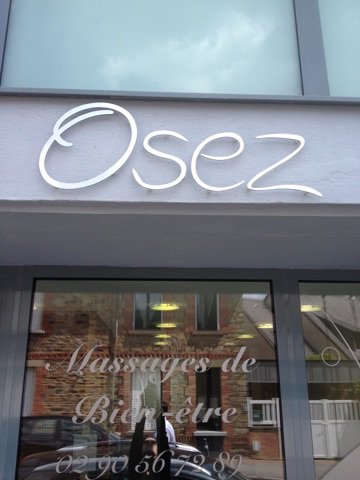 Osez
Massages de
Bien-être
02 90 56 72 89